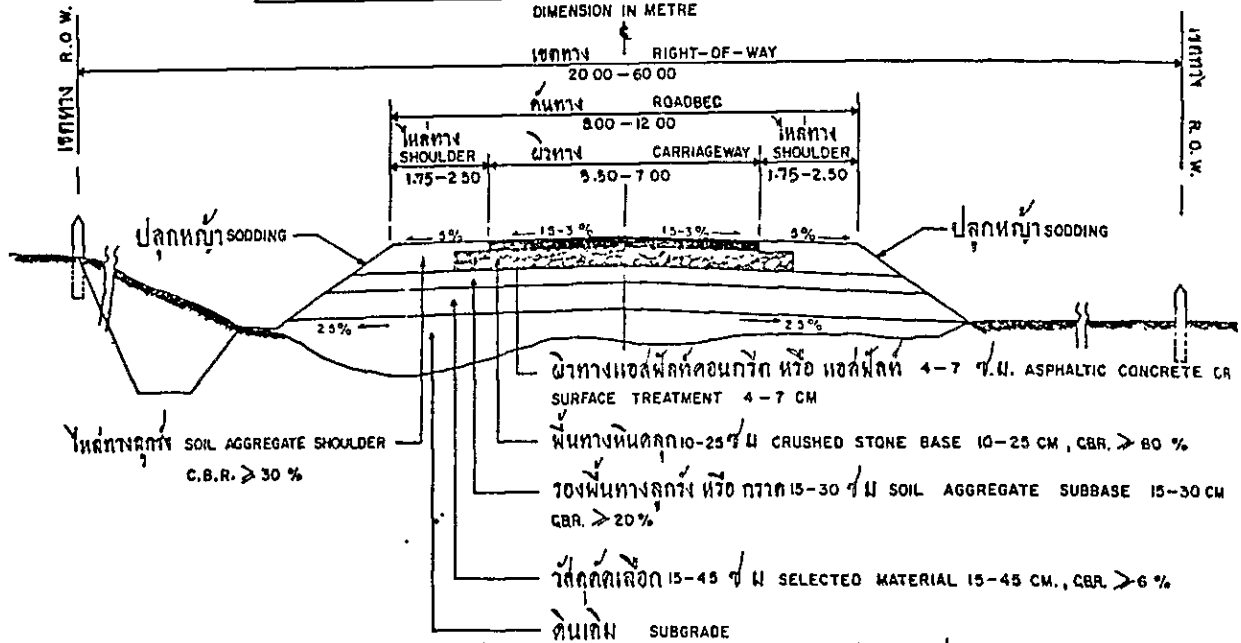 DIMENSION IN METRE
℄
เขตทาง R.O.W.
เขตทาง RIGHT-OF-WAY
20 00-60 00
เขตทาง R.O.W.
คันทาง ROADBED
8.00-12 00
ไหล่ทาง
SHOULDER
1.75-2.50
ผิวทาง CARRIAGEWAY
5.50-7 00
ไหล่ทาง
SHOULDER
1.75-2.50
ปลูกหญ้า SODDING
5%
15-3%
15-3%
5%
ปลูกหญ้า SODDING
2.5%
2.5%
ผิวทางแอสฟัลท์คอนกรีต หรือ แอสฟัลท์ 4-7 ซ.ม. ASPHALTIC CONCRETE OR
SURFACE TREATMENT 4-7 CM
ไหล่ทางลูกรัง SOIL AGGREGATE SHOULDER
C.B.R. ⩾ 30 %
พื้นทางหินคลุก 10-25 ซ ม CRUSHED STONE BASE 10-25 CM, CBR. > 80 %
รองพื้นทางลูกรัง หรือ กรวด 15-30 ซ ม SOIL AGGREGATE SUBBASE 15-30 CM
CBR. ⩾ 20%
วัสดุคัดเลือก 15-45 ซ ม SELECTED MATERIAL 15-45 CM., CBR. ⩾ 6 %
ดินเดิม SUBGRADE